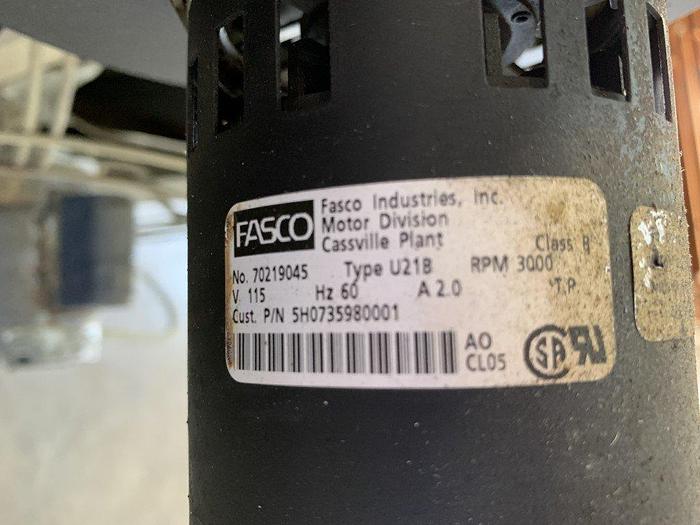 FASCO
Fasco Industries, Inc.
Motor Division
Cassville Plant
Class B
No. 70219045 Type U21B RPM 3000
V. 115 Hz 60 A 2.0 T.P.
Cust. P/N 5H0735980001
AO
CL05
SA